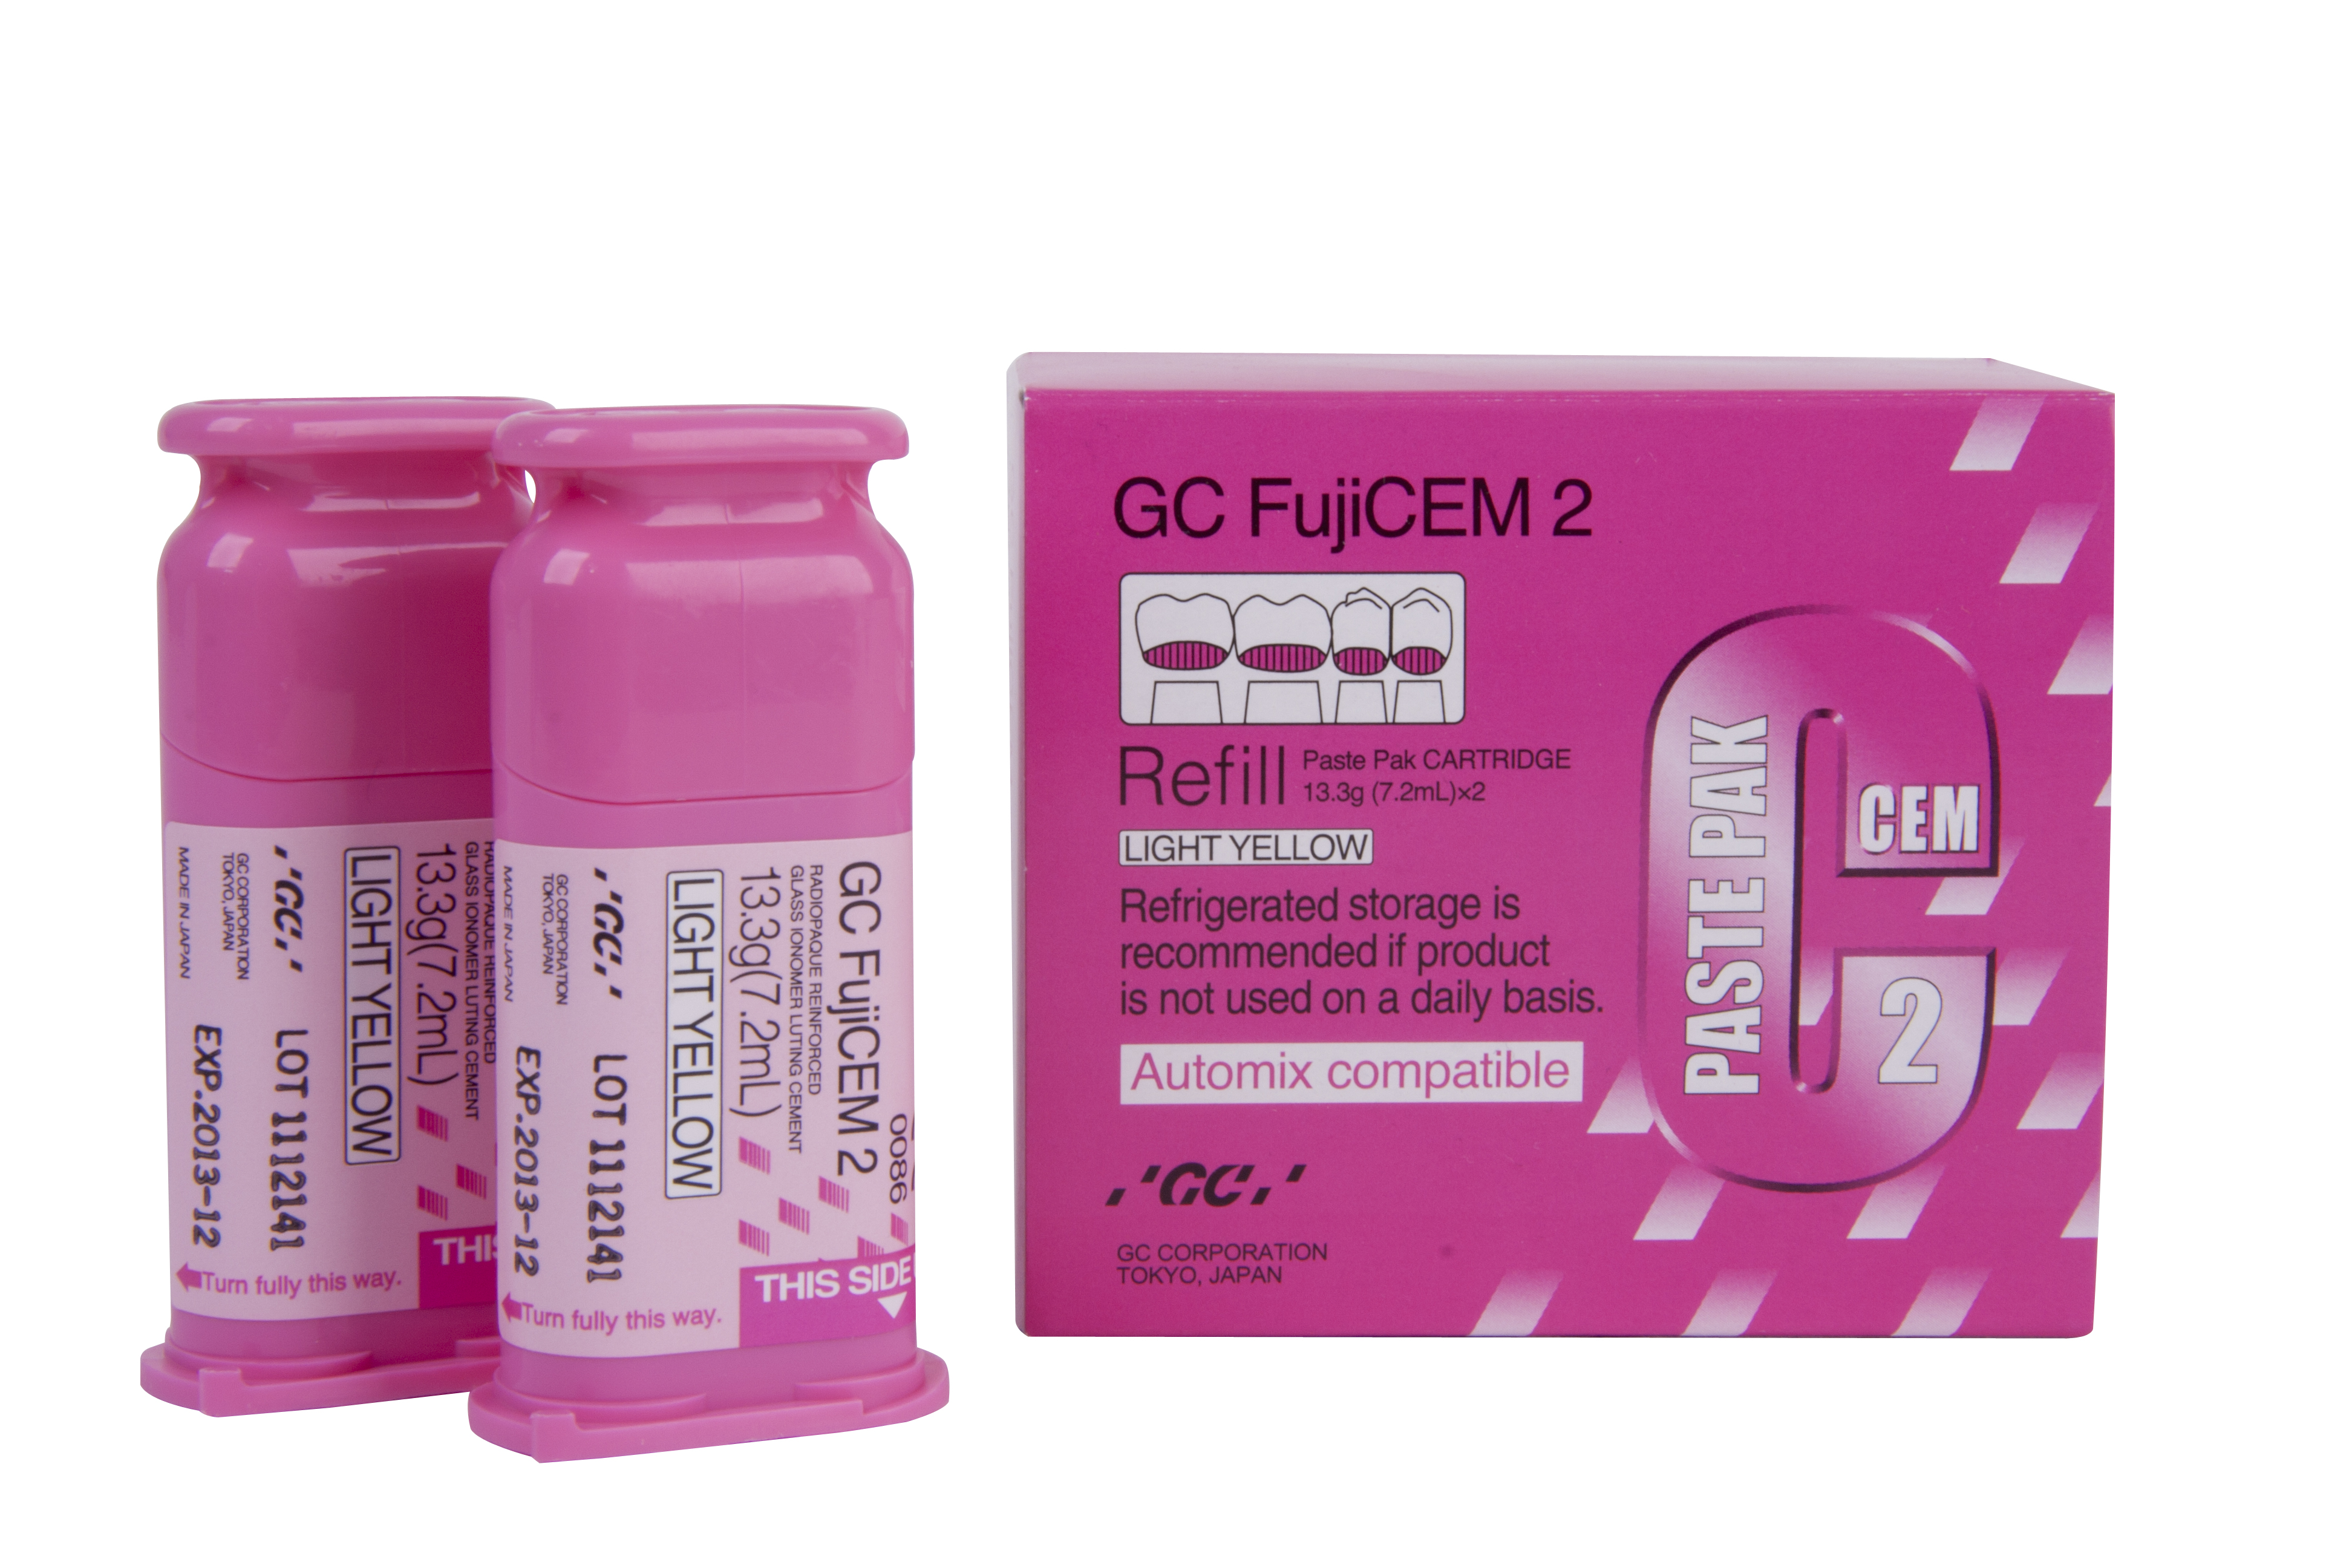 GC FujiCEM 2
Refill
Paste Pak CARTRIDGE
13.3g (7.2mL)×2
LIGHT YELLOW
Refrigerated storage is
recommended if product
is not used on a daily basis.
Automix compatible
GC
GC CORPORATION
TOKYO, JAPAN
PASTE PAK
CEM
2
GC FujiCEM 2
RADIOPAQUE REINFORCED
GLASS IONOMER LUTING CEMENT
13.3g(7.2mL)
LIGHT YELLOW
GC
LOT 1112141
GC CORPORATION
TOKYO, JAPAN
MADE IN JAPAN
EXP.2013-12
0086
THIS SIDE
Turn fully this way.
RADIOPAQUE REINFORCED
GLASS IONOMER LUTING CEMENT
13.3g(7.2mL)
LIGHT YELLOW
GC
LOT 1112141
GC CORPORATION
TOKYO, JAPAN
MADE IN JAPAN
EXP.2013-12
THIS
Turn fully this way.